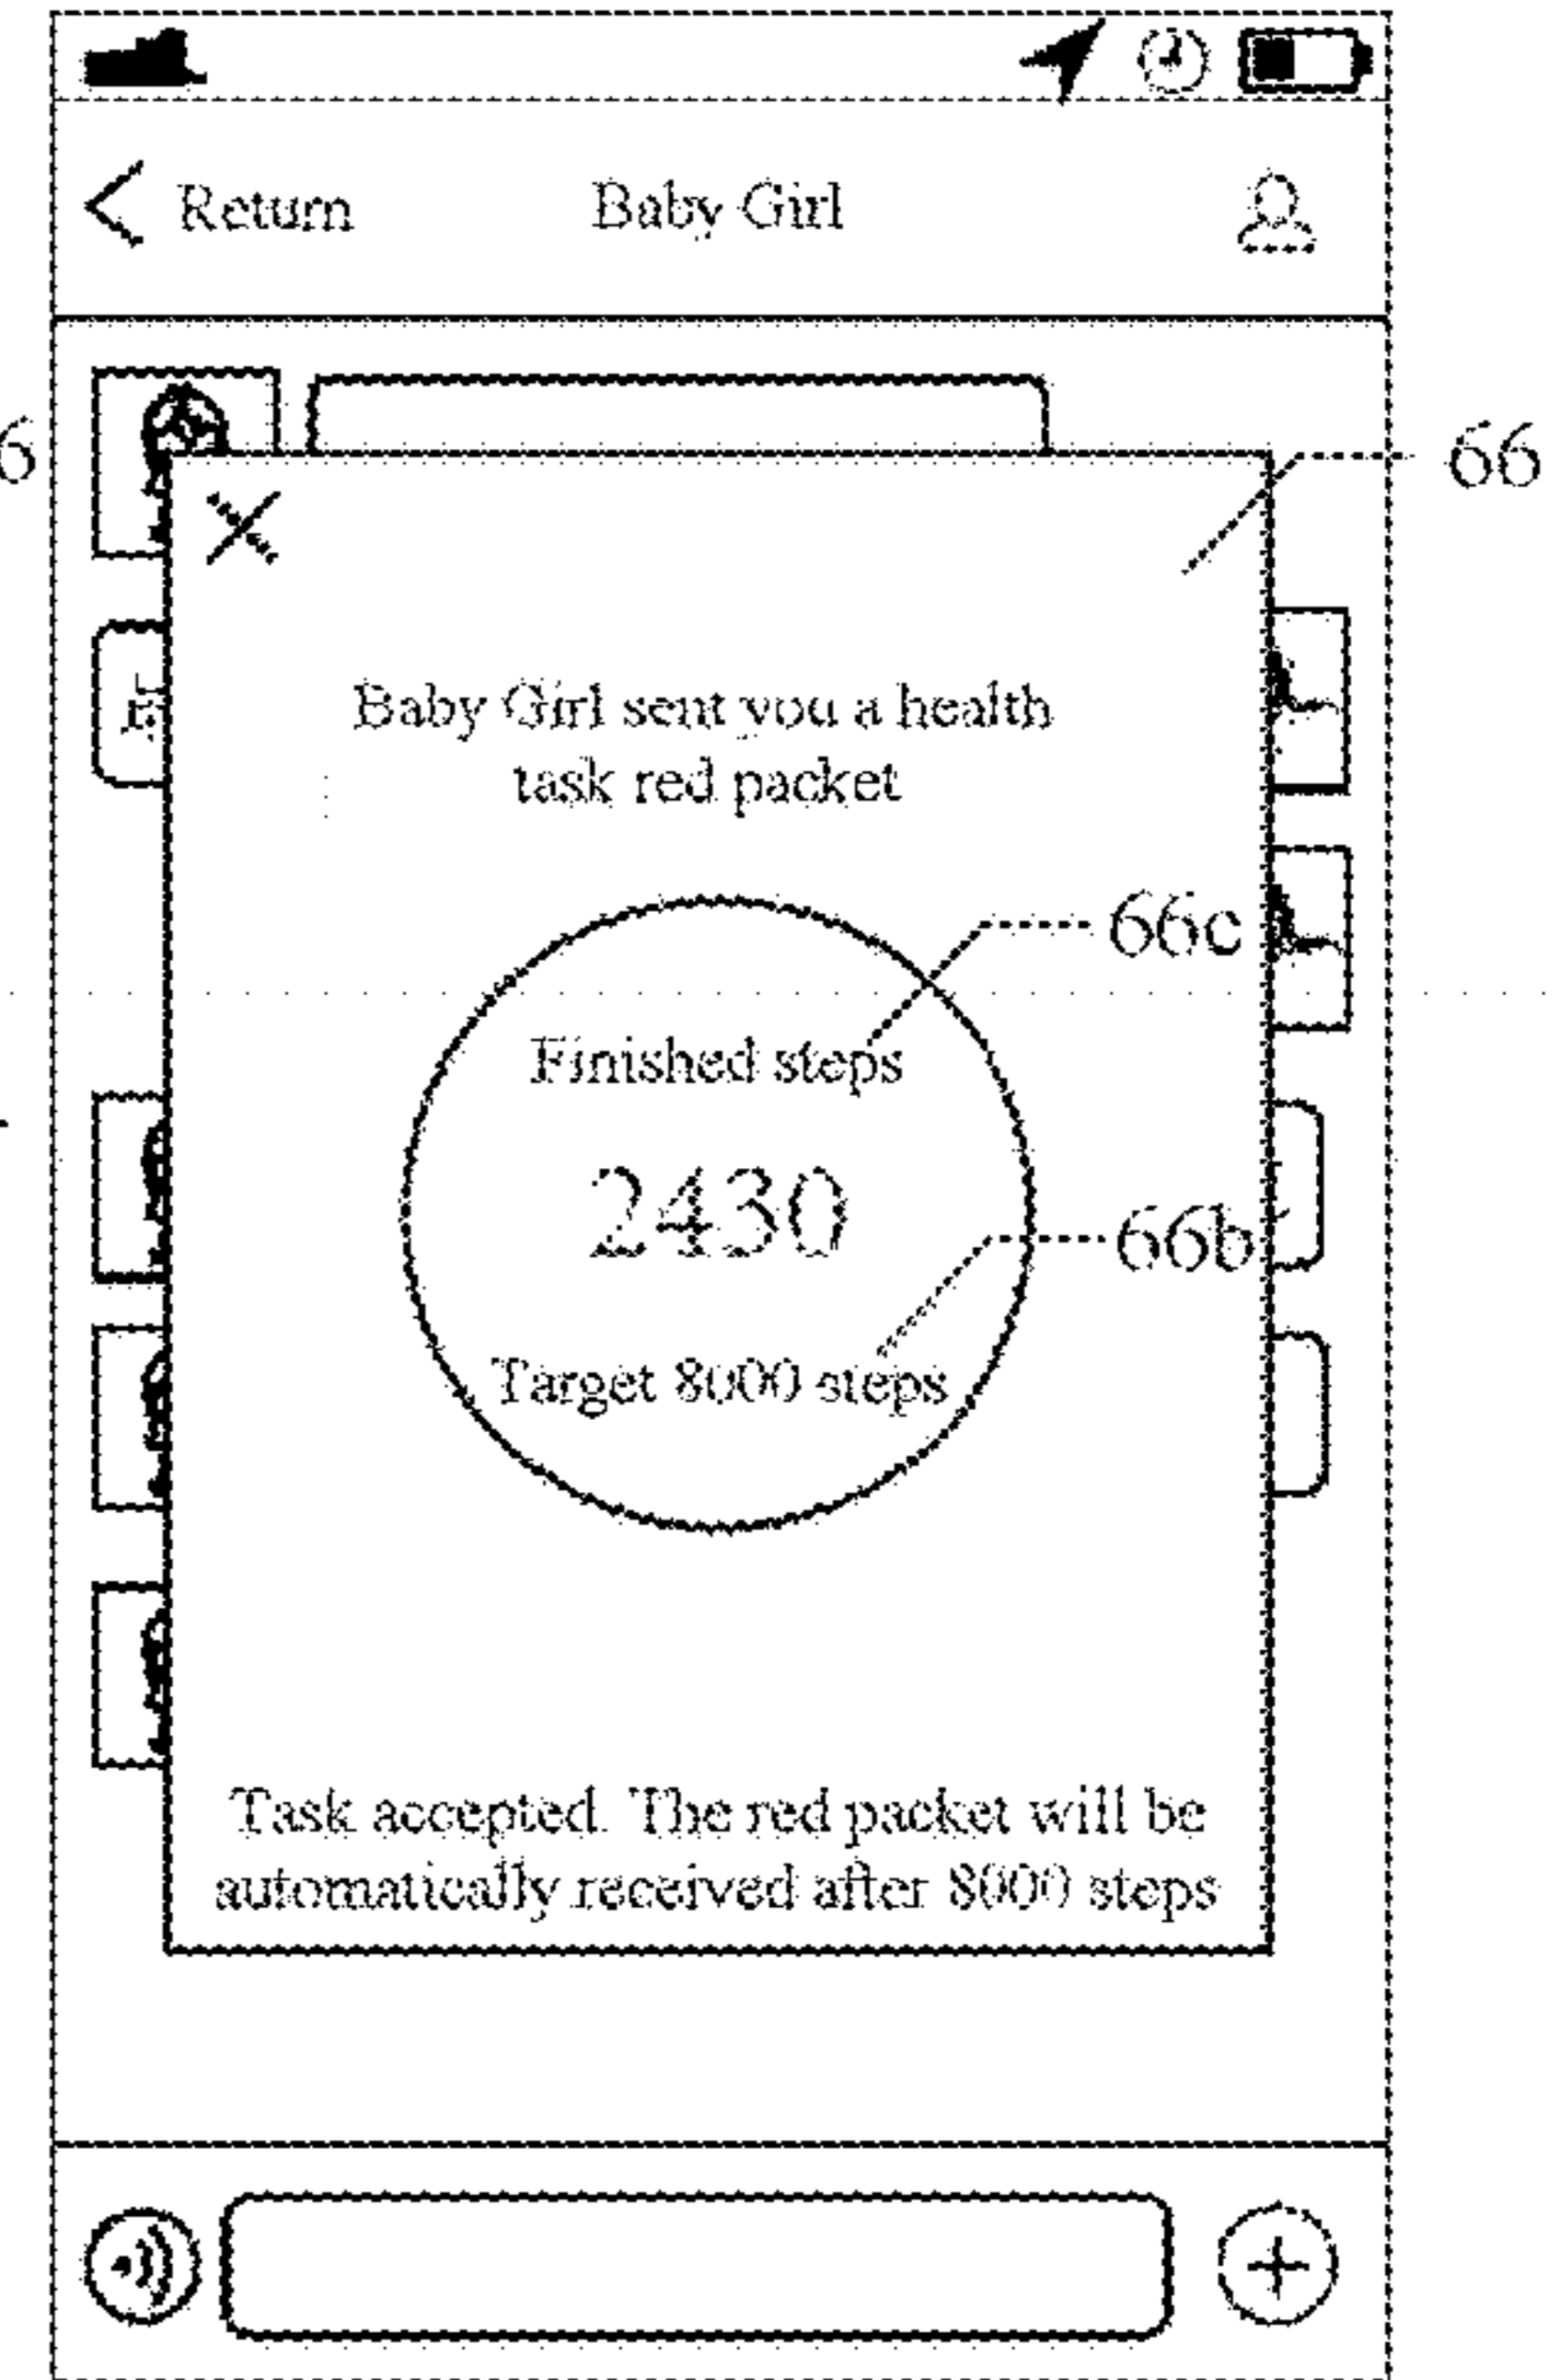 Return Baby Girl
6
66
Baby Girl sent you a health
task red packet
66c
Finished steps
2430
66b
Target 8000 steps
Task accepted. The red packet will be
automatically received after 8000 steps